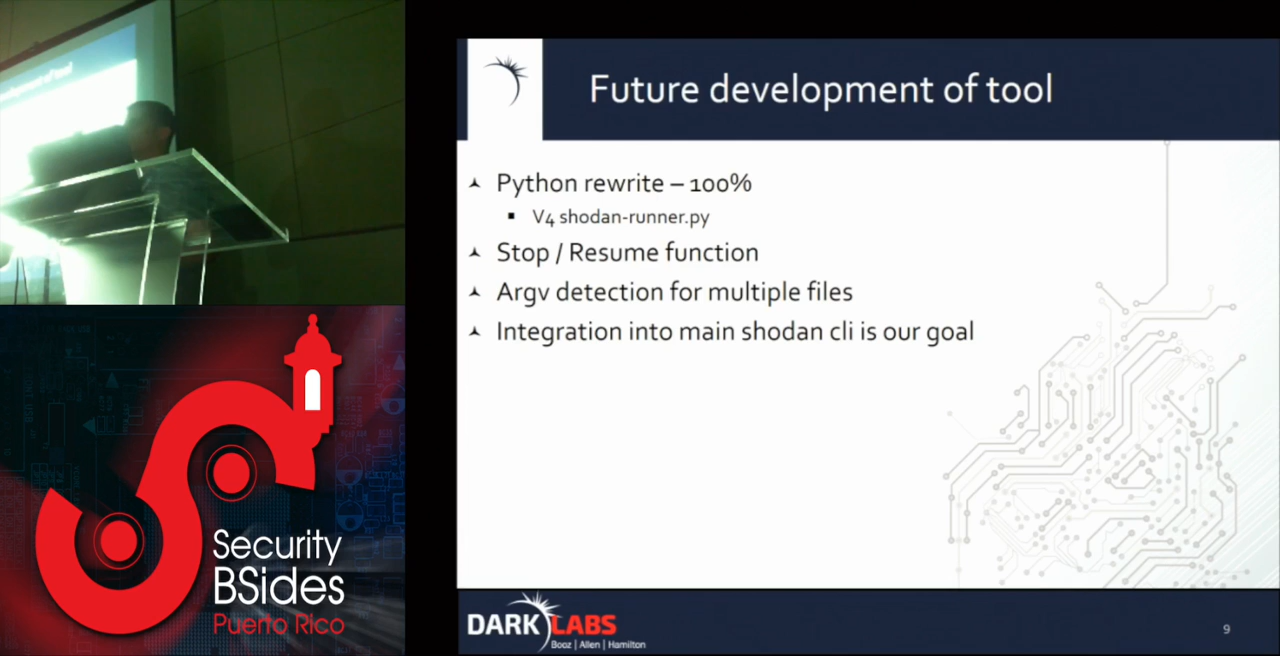 Future development of tool
Python rewrite – 100%
V4 shodan-runner.py
Stop / Resume function
Argv detection for multiple files
Integration into main shodan cli is our goal
DARK LABS
Booz | Allen | Hamilton
9
Security
BSides
Puerto Rico